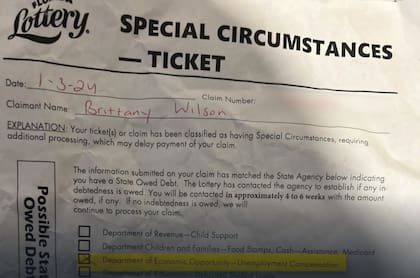 FLORIDA
Lottery.
SPECIAL CIRCUMSTANCES
— TICKET
Date: 1-3-24 Claim Number:
Claimant Name: Brittany Wilson
EXPLANATION: Your ticket(s) or claim has been classified as having Special Circumstances, requiring
additional processing, which may delay payment of your claim.
Possible State
Owed Debt
The information submitted on your claim has matched the State Agency below indicating
you have a State Owed Debt. The lottery has contacted the agency to establish if any in-
debtedness is owed. You will be contacted in approximately 4 to 6 weeks with the amount
owed, if any. If no indebtedness is owed, we will
continue to process your claim.
Department of Revenue—Child Support
Department Children and Families—Food Stamps, Cash Assistance, Medicaid
Department of Economic Opportunity—Unemployment Compensation